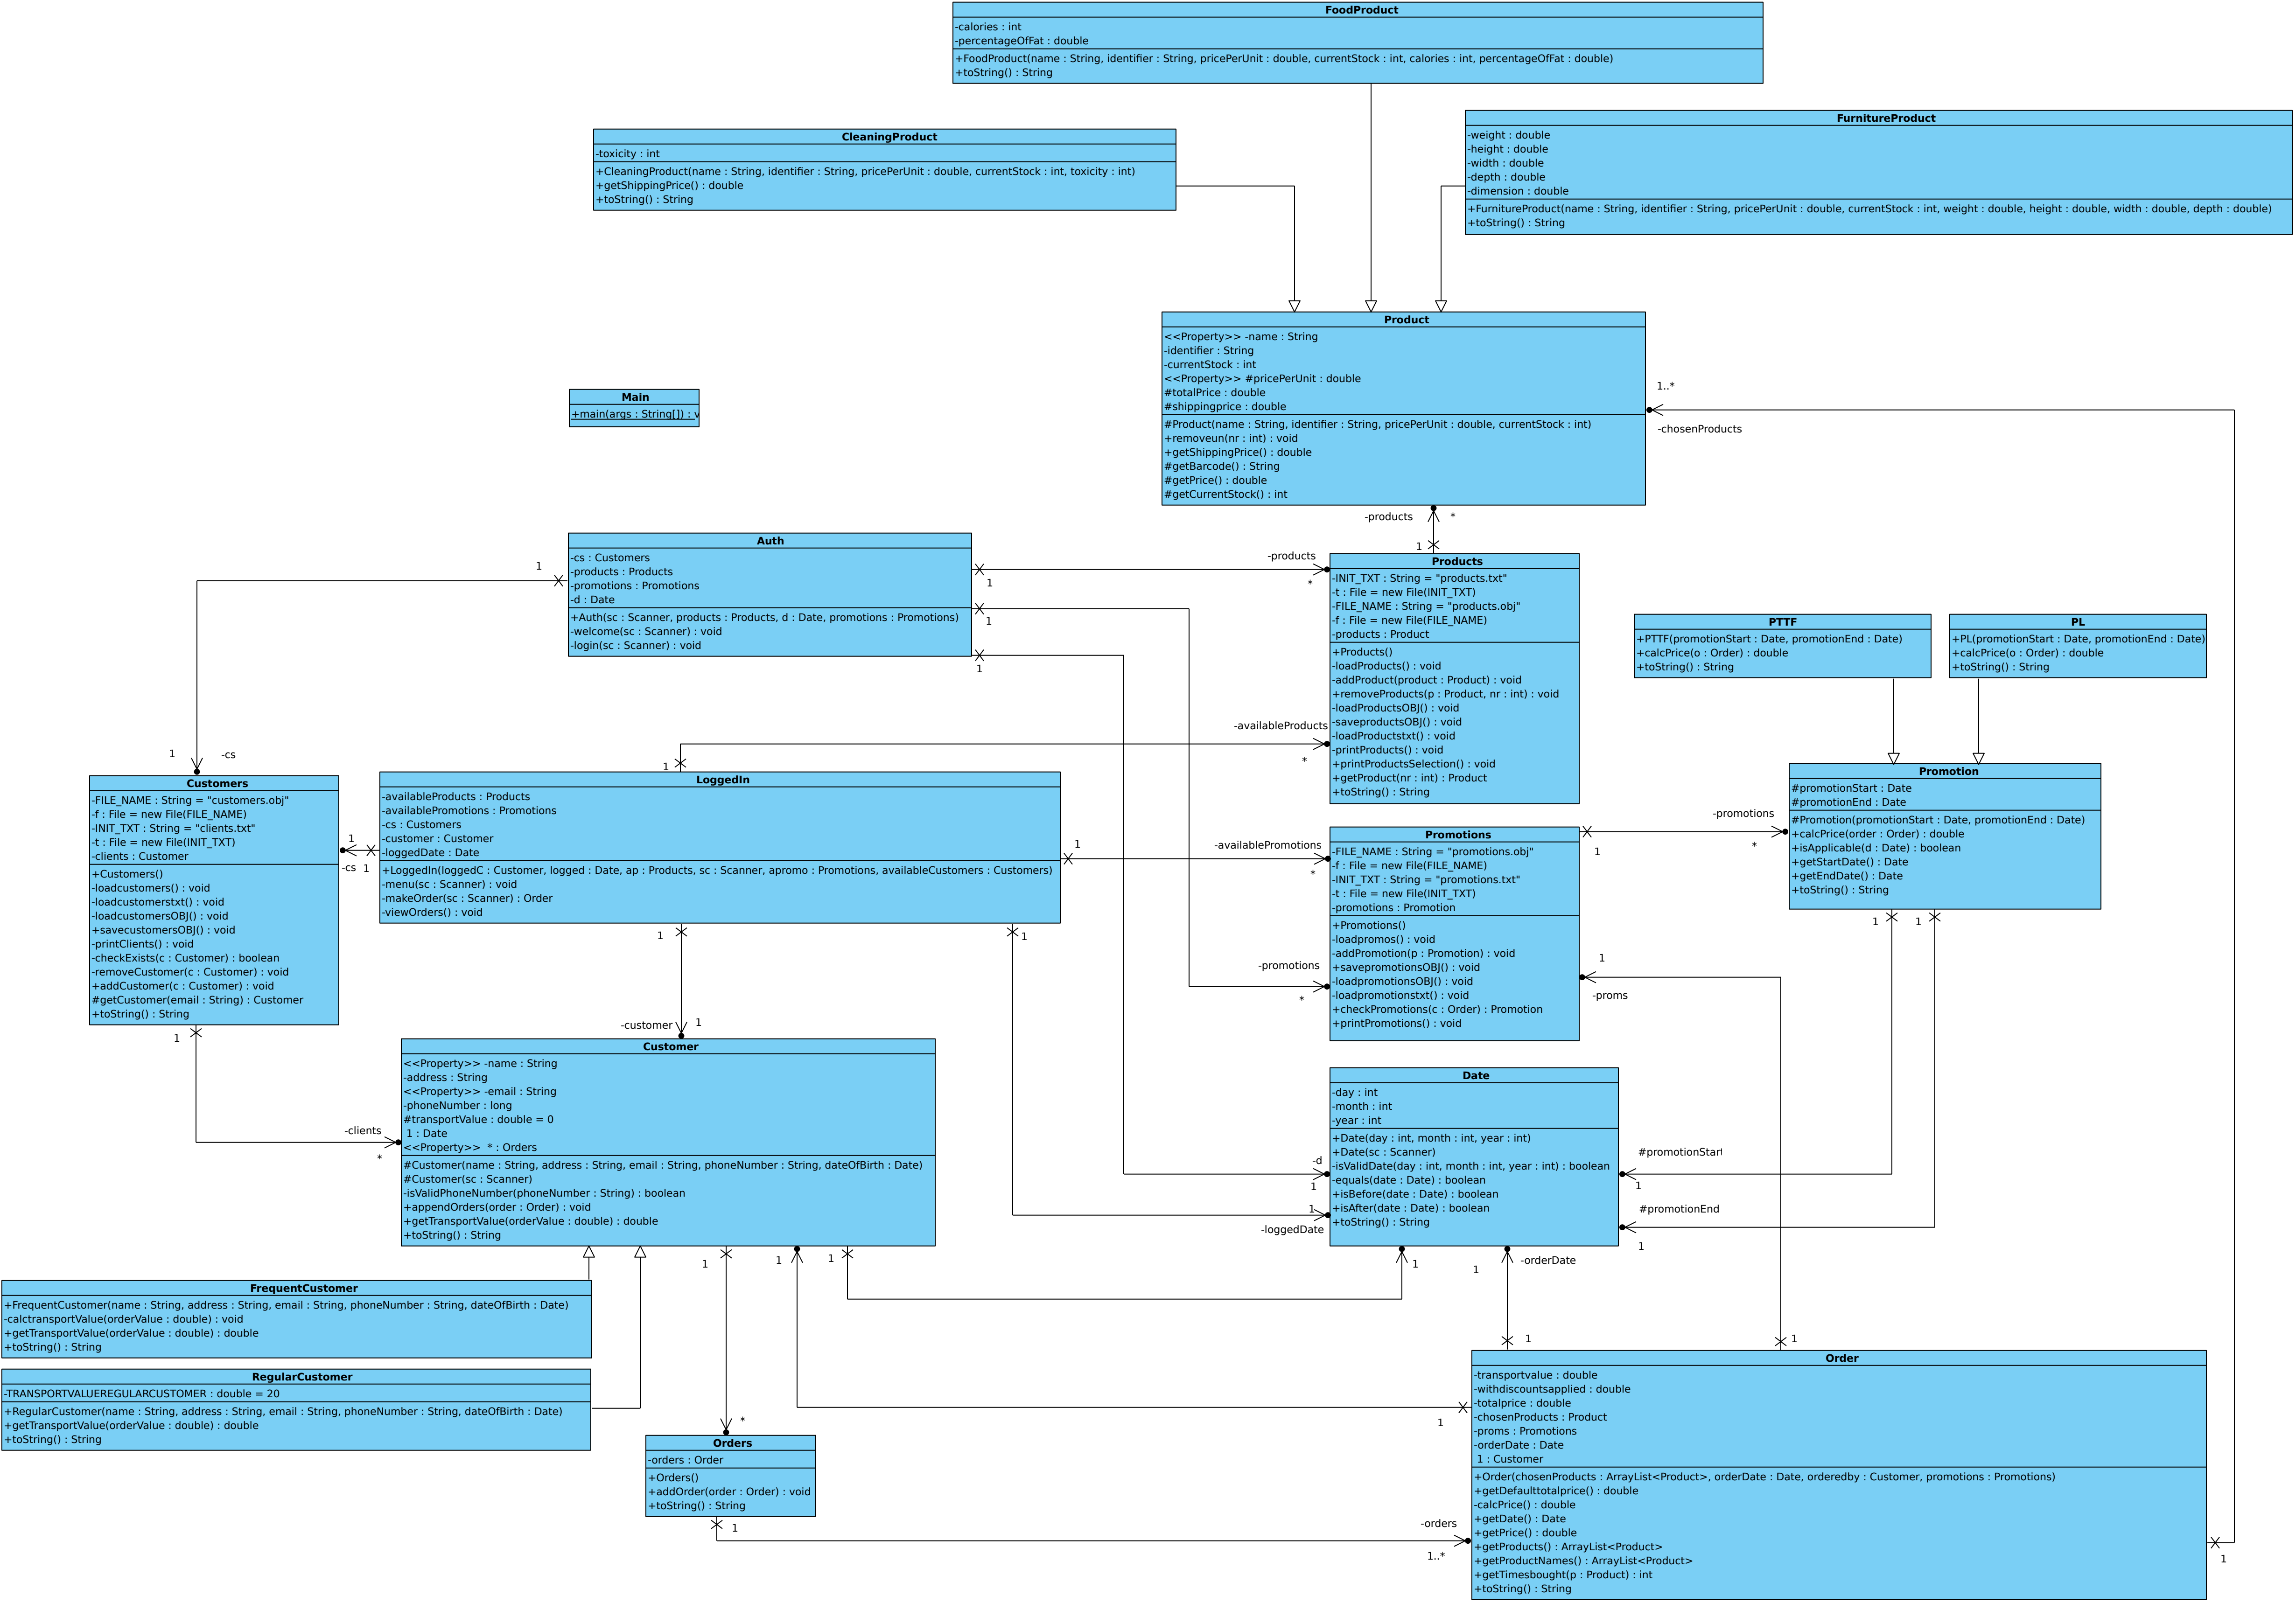 FoodProduct
-calories : int
-percentageOfFat : double
+FoodProduct(name : String, identifier : String, pricePerUnit : double, currentStock : int, calories : int, percentageOfFat : double)
+toString() : String
CleaningProduct
-toxicity : int
+CleaningProduct(name : String, identifier : String, pricePerUnit : double, currentStock : int, toxicity : int)
+getShippingPrice() : double
+toString() : String
FurnitureProduct
-weight : double
-height : double
-width : double
-depth : double
-dimension : double
+FurnitureProduct(name : String, identifier : String, pricePerUnit : double, currentStock : int, weight : double, height : double, width : double, depth : double)
+toString() : String
Product
<<Property>> -name : String
-identifier : String
-currentStock : int
<<Property>> #pricePerUnit : double
#totalPrice : double
#shippingprice : double
#Product(name : String, identifier : String, pricePerUnit : double, currentStock : int)
+removeun(nr : int) : void
+getShippingPrice() : double
#getBarcode() : String
#getPrice() : double
#getCurrentStock() : int
1..*
-chosenProducts
Main
+main(args : String[]) : v
-products
*
1
Auth
-cs : Customers
-products : Products
-promotions : Promotions
-d : Date
+Auth(sc : Scanner, products : Products, d : Date, promotions : Promotions)
-welcome(sc : Scanner) : void
-login(sc : Scanner) : void
1
1
-cs
-products
1
*
1
1
Products
-INIT_TXT : String = "products.txt"
-t : File = new File(INIT_TXT)
-FILE_NAME : String = "products.obj"
-f : File = new File(FILE_NAME)
-products : Product
+Products()
-loadProducts() : void
-addProduct(product : Product) : void
+removeProducts(p : Product, nr : int) : void
-loadProductsOBJ() : void
-saveproductsOBJ() : void
-loadProductstxt() : void
-printProducts() : void
+printProductsSelection() : void
+getProduct(nr : int) : Product
+toString() : String
PTTF
+PTTF(promotionStart : Date, promotionEnd : Date)
+calcPrice(o : Order) : double
+toString() : String
PL
+PL(promotionStart : Date, promotionEnd : Date)
+calcPrice(o : Order) : double
+toString() : String
-availableProducts
1
*
Customers
-FILE_NAME : String = "customers.obj"
-f : File = new File(FILE_NAME)
-INIT_TXT : String = "clients.txt"
-t : File = new File(INIT_TXT)
-clients : Customer
+Customers()
-loadcustomers() : void
-loadcustomerstxt() : void
-loadcustomersOBJ() : void
+savecustomersOBJ() : void
-printClients() : void
-checkExists(c : Customer) : boolean
-removeCustomer(c : Customer) : void
+addCustomer(c : Customer) : void
#getCustomer(email : String) : Customer
+toString() : String
1
-cs
1
LoggedIn
-availableProducts : Products
-availablePromotions : Promotions
-cs : Customers
-customer : Customer
-loggedDate : Date
+LoggedIn(loggedC : Customer, logged : Date, ap : Products, sc : Scanner, apromo : Promotions, availableCustomers : Customers)
-menu(sc : Scanner) : void
-makeOrder(sc : Scanner) : Order
-viewOrders() : void
1
-availablePromotions
*
-promotions
*
Promotions
-FILE_NAME : String = "promotions.obj"
-f : File = new File(FILE_NAME)
-INIT_TXT : String = "promotions.txt"
-t : File = new File(INIT_TXT)
-promotions : Promotion
+Promotions()
-loadpromos() : void
-addPromotion(p : Promotion) : void
+savepromotionsOBJ() : void
-loadpromotionsOBJ() : void
-loadpromotionstxt() : void
+checkPromotions(c : Order) : Promotion
+printPromotions() : void
-promotions
1
*
1
-proms
Promotion
#promotionStart : Date
#promotionEnd : Date
#Promotion(promotionStart : Date, promotionEnd : Date)
+calcPrice(order : Order) : double
+isApplicable(d : Date) : boolean
+getStartDate() : Date
+getEndDate() : Date
+toString() : String
1
1
1
1
-customer
1
1
-clients
*
Customer
<<Property>> -name : String
-address : String
<<Property>> -email : String
-phoneNumber : long
#transportValue : double = 0
1 : Date
<<Property>> * : Orders
#Customer(name : String, address : String, email : String, phoneNumber : String, dateOfBirth : Date)
#Customer(sc : Scanner)
-isValidPhoneNumber(phoneNumber : String) : boolean
+appendOrders(order : Order) : void
+getTransportValue(orderValue : double) : double
+toString() : String
Date
-day : int
-month : int
-year : int
+Date(day : int, month : int, year : int)
+Date(sc : Scanner)
-isValidDate(day : int, month : int, year : int) : boolean
-equals(date : Date) : boolean
+isBefore(date : Date) : boolean
+isAfter(date : Date) : boolean
+toString() : String
-d
1
1
-loggedDate
#promotionStart
1
#promotionEnd
1
1
1
1
1
1
-orderDate
FrequentCustomer
+FrequentCustomer(name : String, address : String, email : String, phoneNumber : String, dateOfBirth : Date)
-calctransportValue(orderValue : double) : void
+getTransportValue(orderValue : double) : double
+toString() : String
RegularCustomer
-TRANSPORTVALUEREGULARCUSTOMER : double = 20
+RegularCustomer(name : String, address : String, email : String, phoneNumber : String, dateOfBirth : Date)
+getTransportValue(orderValue : double) : double
+toString() : String
*
Orders
-orders : Order
+Orders()
+addOrder(order : Order) : void
+toString() : String
1
-orders
1..*
1
1
1
Order
-transportvalue : double
-withdiscountsapplied : double
-totalprice : double
-chosenProducts : Product
-proms : Promotions
-orderDate : Date
1 : Customer
+Order(chosenProducts : ArrayList<Product>, orderDate : Date, orderedby : Customer, promotions : Promotions)
+getDefaulttotalprice() : double
-calcPrice() : double
+getDate() : Date
+getPrice() : double
+getProducts() : ArrayList<Product>
+getProductNames() : ArrayList<Product>
+getTimesbought(p : Product) : int
+toString() : String
1